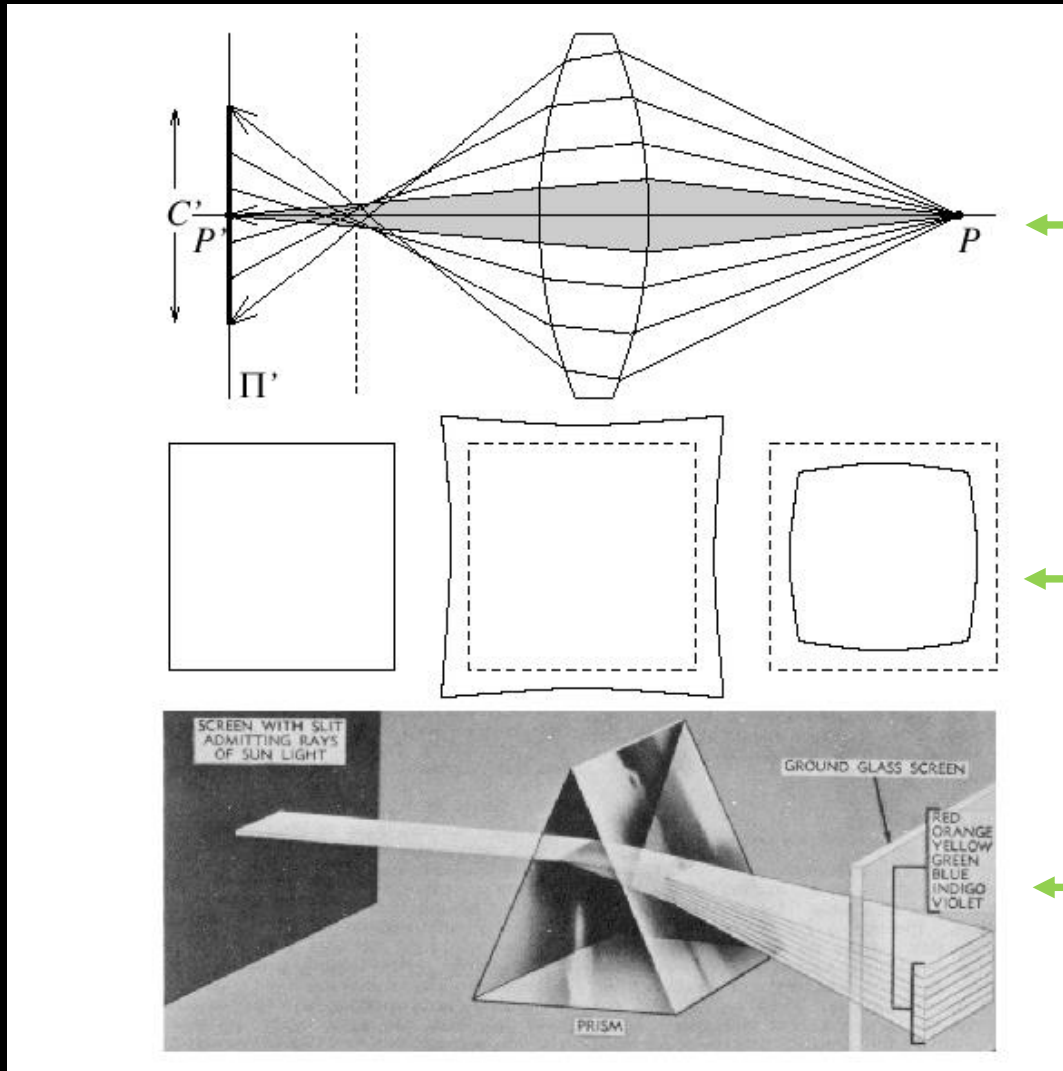 C'
P'
P
Π'
SCREEN WITH SLIT
ADMITTING RAYS
OF SUN LIGHT
GROUND GLASS SCREEN
RED
ORANGE
YELLOW
GREEN
BLUE
INDIGO
VIOLET
PRISM